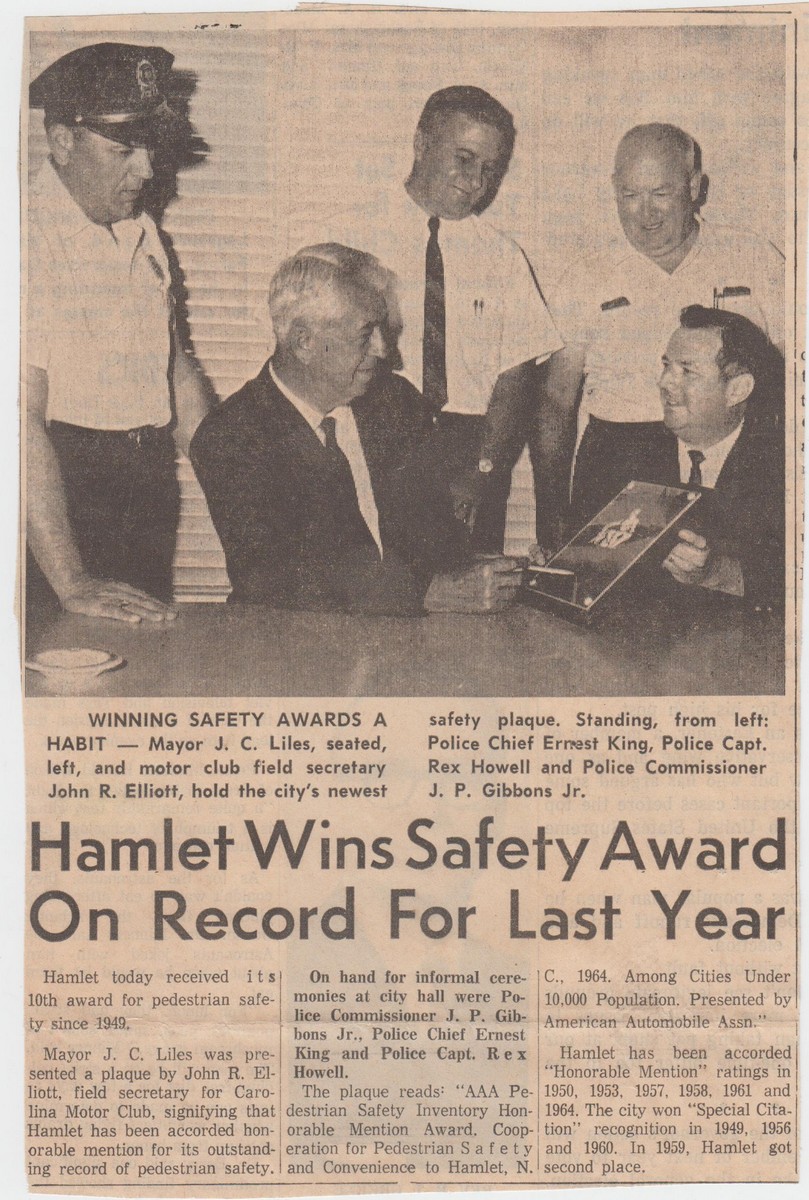 WINNING SAFETY AWARDS A
HABIT — Mayor J. C. Liles, seated,
left, and motor club field secretary
John R. Elliott, hold the city's newest
safety plaque. Standing, from left:
Police Chief Ernest King, Police Capt.
Rex Howell and Police Commissioner
J. P. Gibbons Jr.
Hamlet Wins Safety Award
On Record For Last Year
Hamlet today received its
10th award for pedestrian safe-
ty since 1949.
Mayor J. C. Liles was pre-
sented a plaque by John R. El-
liott, field secretary for Caro-
lina Motor Club, signifying that
Hamlet has been accorded hon-
orable mention for its outstand-
ing record of pedestrian safety.
On hand for informal cere-
monies at city hall were Po-
lice Commissioner J. P. Gib-
bons Jr., Police Chief Ernest
King and Police Capt. Rex
Howell.
The plaque reads: "AAA Pe-
destrian Safety Inventory Hon-
orable Mention Award. Coop-
eration for Pedestrian Safety
and Convenience to Hamlet, N.
C., 1964. Among Cities Under
10,000 Population. Presented by
American Automobile Assn."
Hamlet has been accorded
"Honorable Mention" ratings in
1950, 1953, 1957, 1958, 1961 and
1964. The city won "Special Cita-
tion" recognition in 1949, 1956
and 1960. In 1959, Hamlet got
second place.